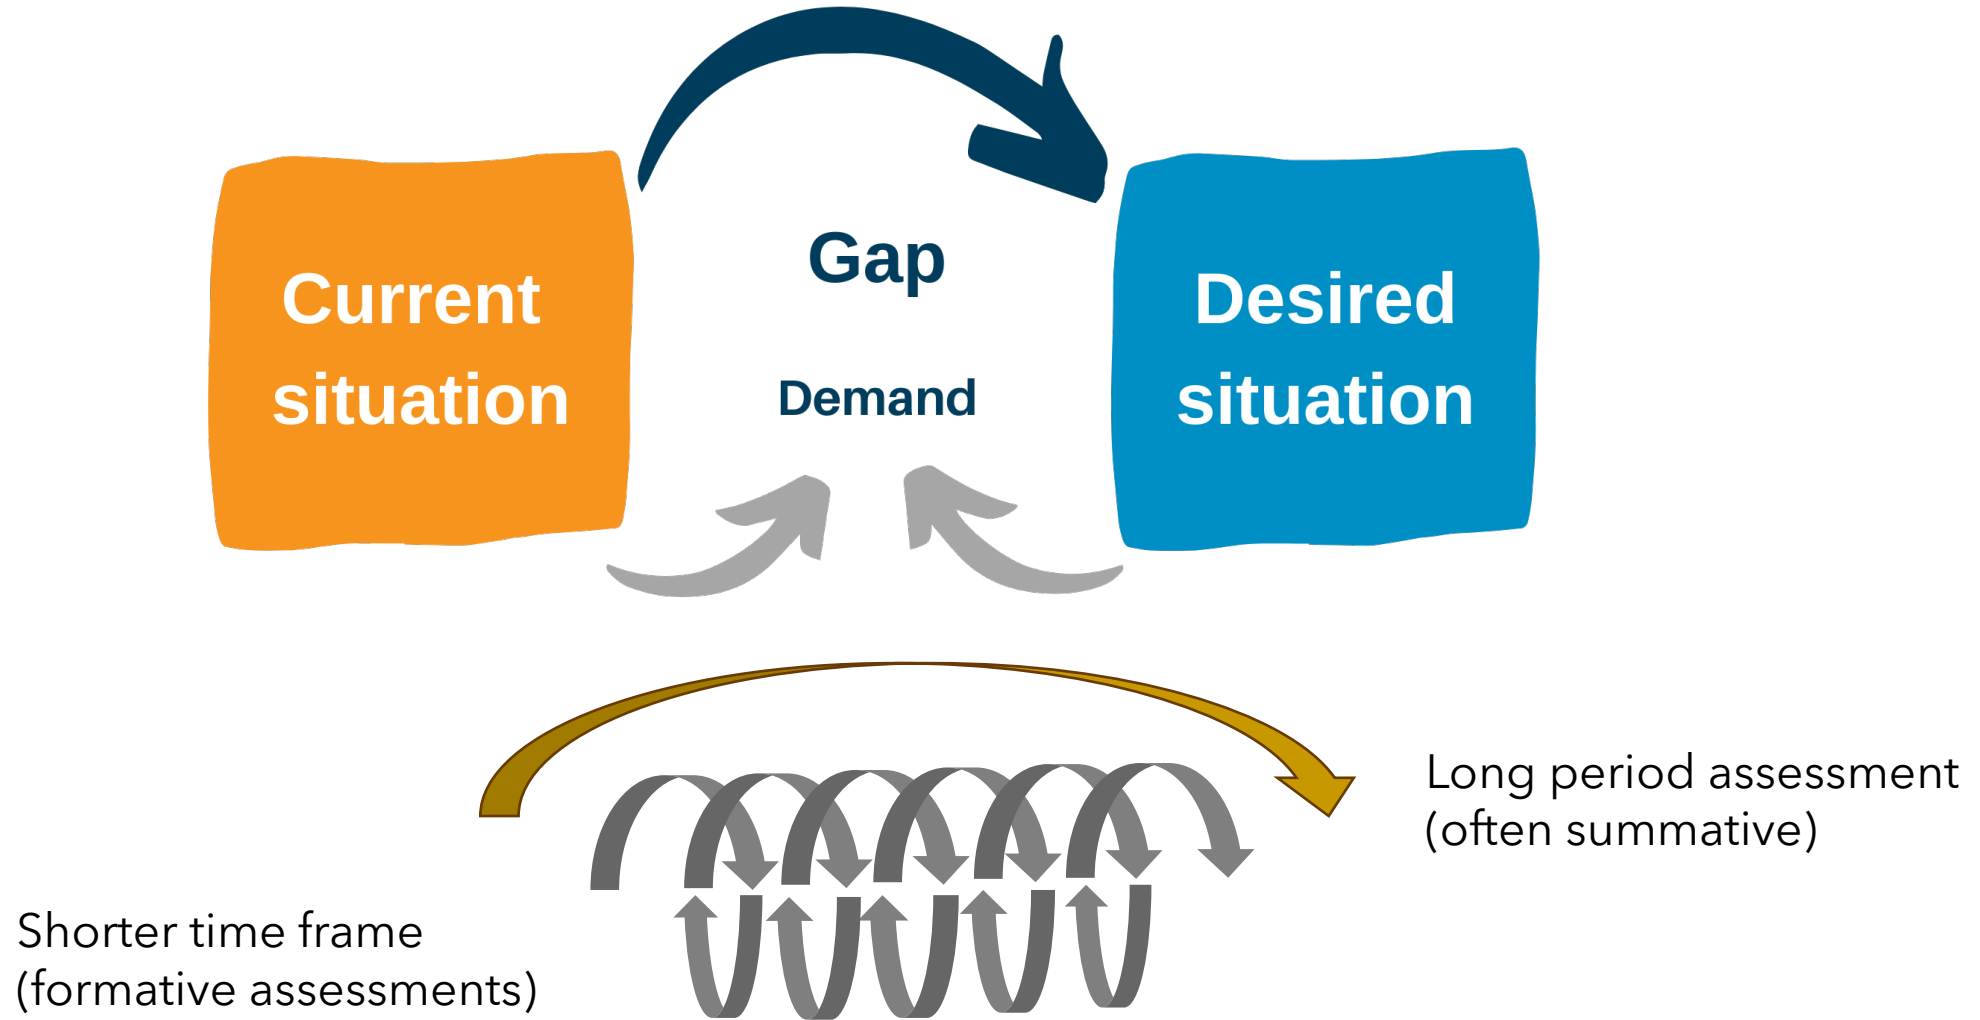 Current
situation
Gap
Demand
Desired
situation
Long period assessment
(often summative)
Shorter time frame
(formative assessments)